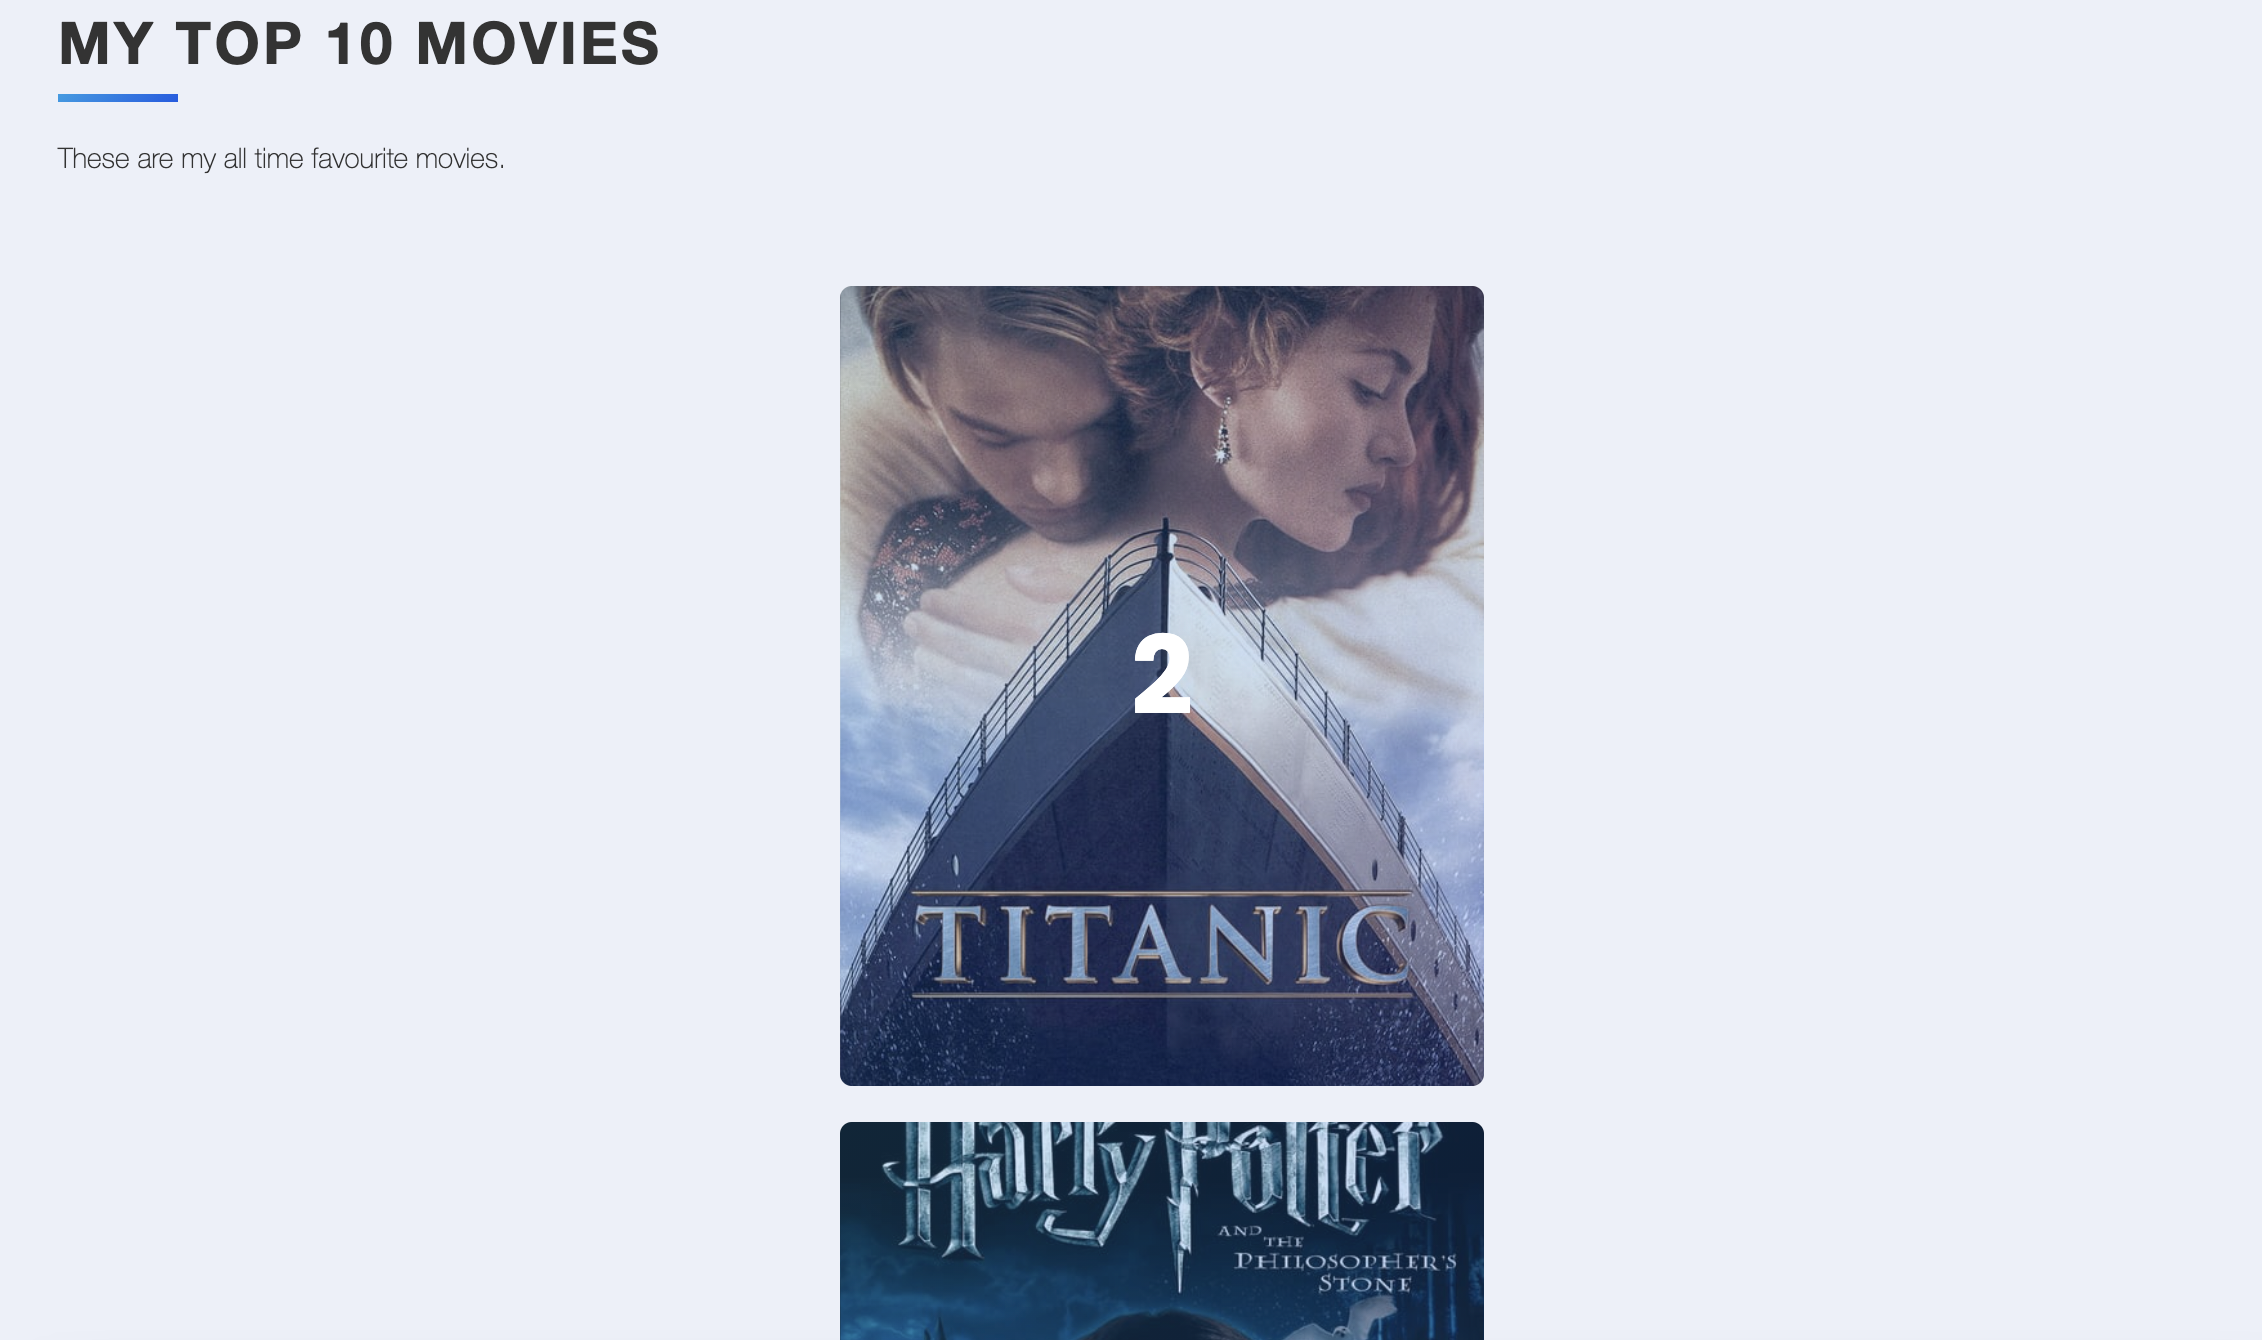 MY TOP 10 MOVIES
These are my all time favourite movies.
2
TITANIC
Harry Potter
AND THE
PHILOSOPHER'S
STONE